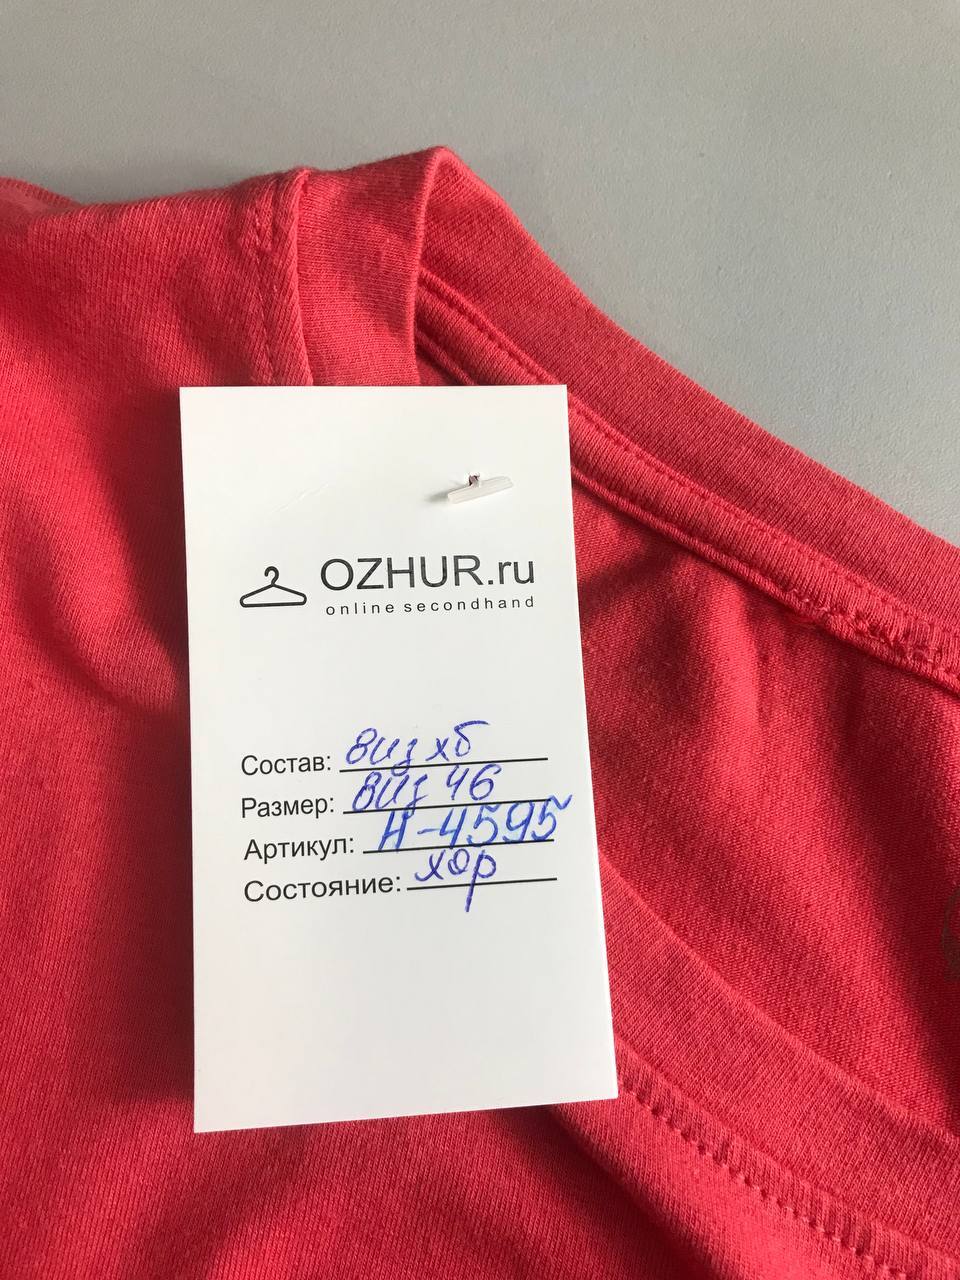 OZHUR.ru
online secondhand
Состав: виз хб
Размер: виз 46
Артикул: Н-4595
Состояние: хор